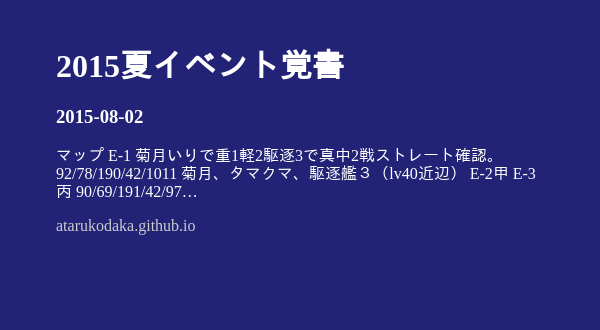 2015夏イベント覚書
2015-08-02
マップ E-1 菊月いりで重1軽2駆逐3で真中2戦ストレート確認。
92/78/190/42/1011 菊月、タマクマ、駆逐艦３（lv40近辺） E-2甲 E-3
丙 90/69/191/42/97…
atarukodaka.github.io